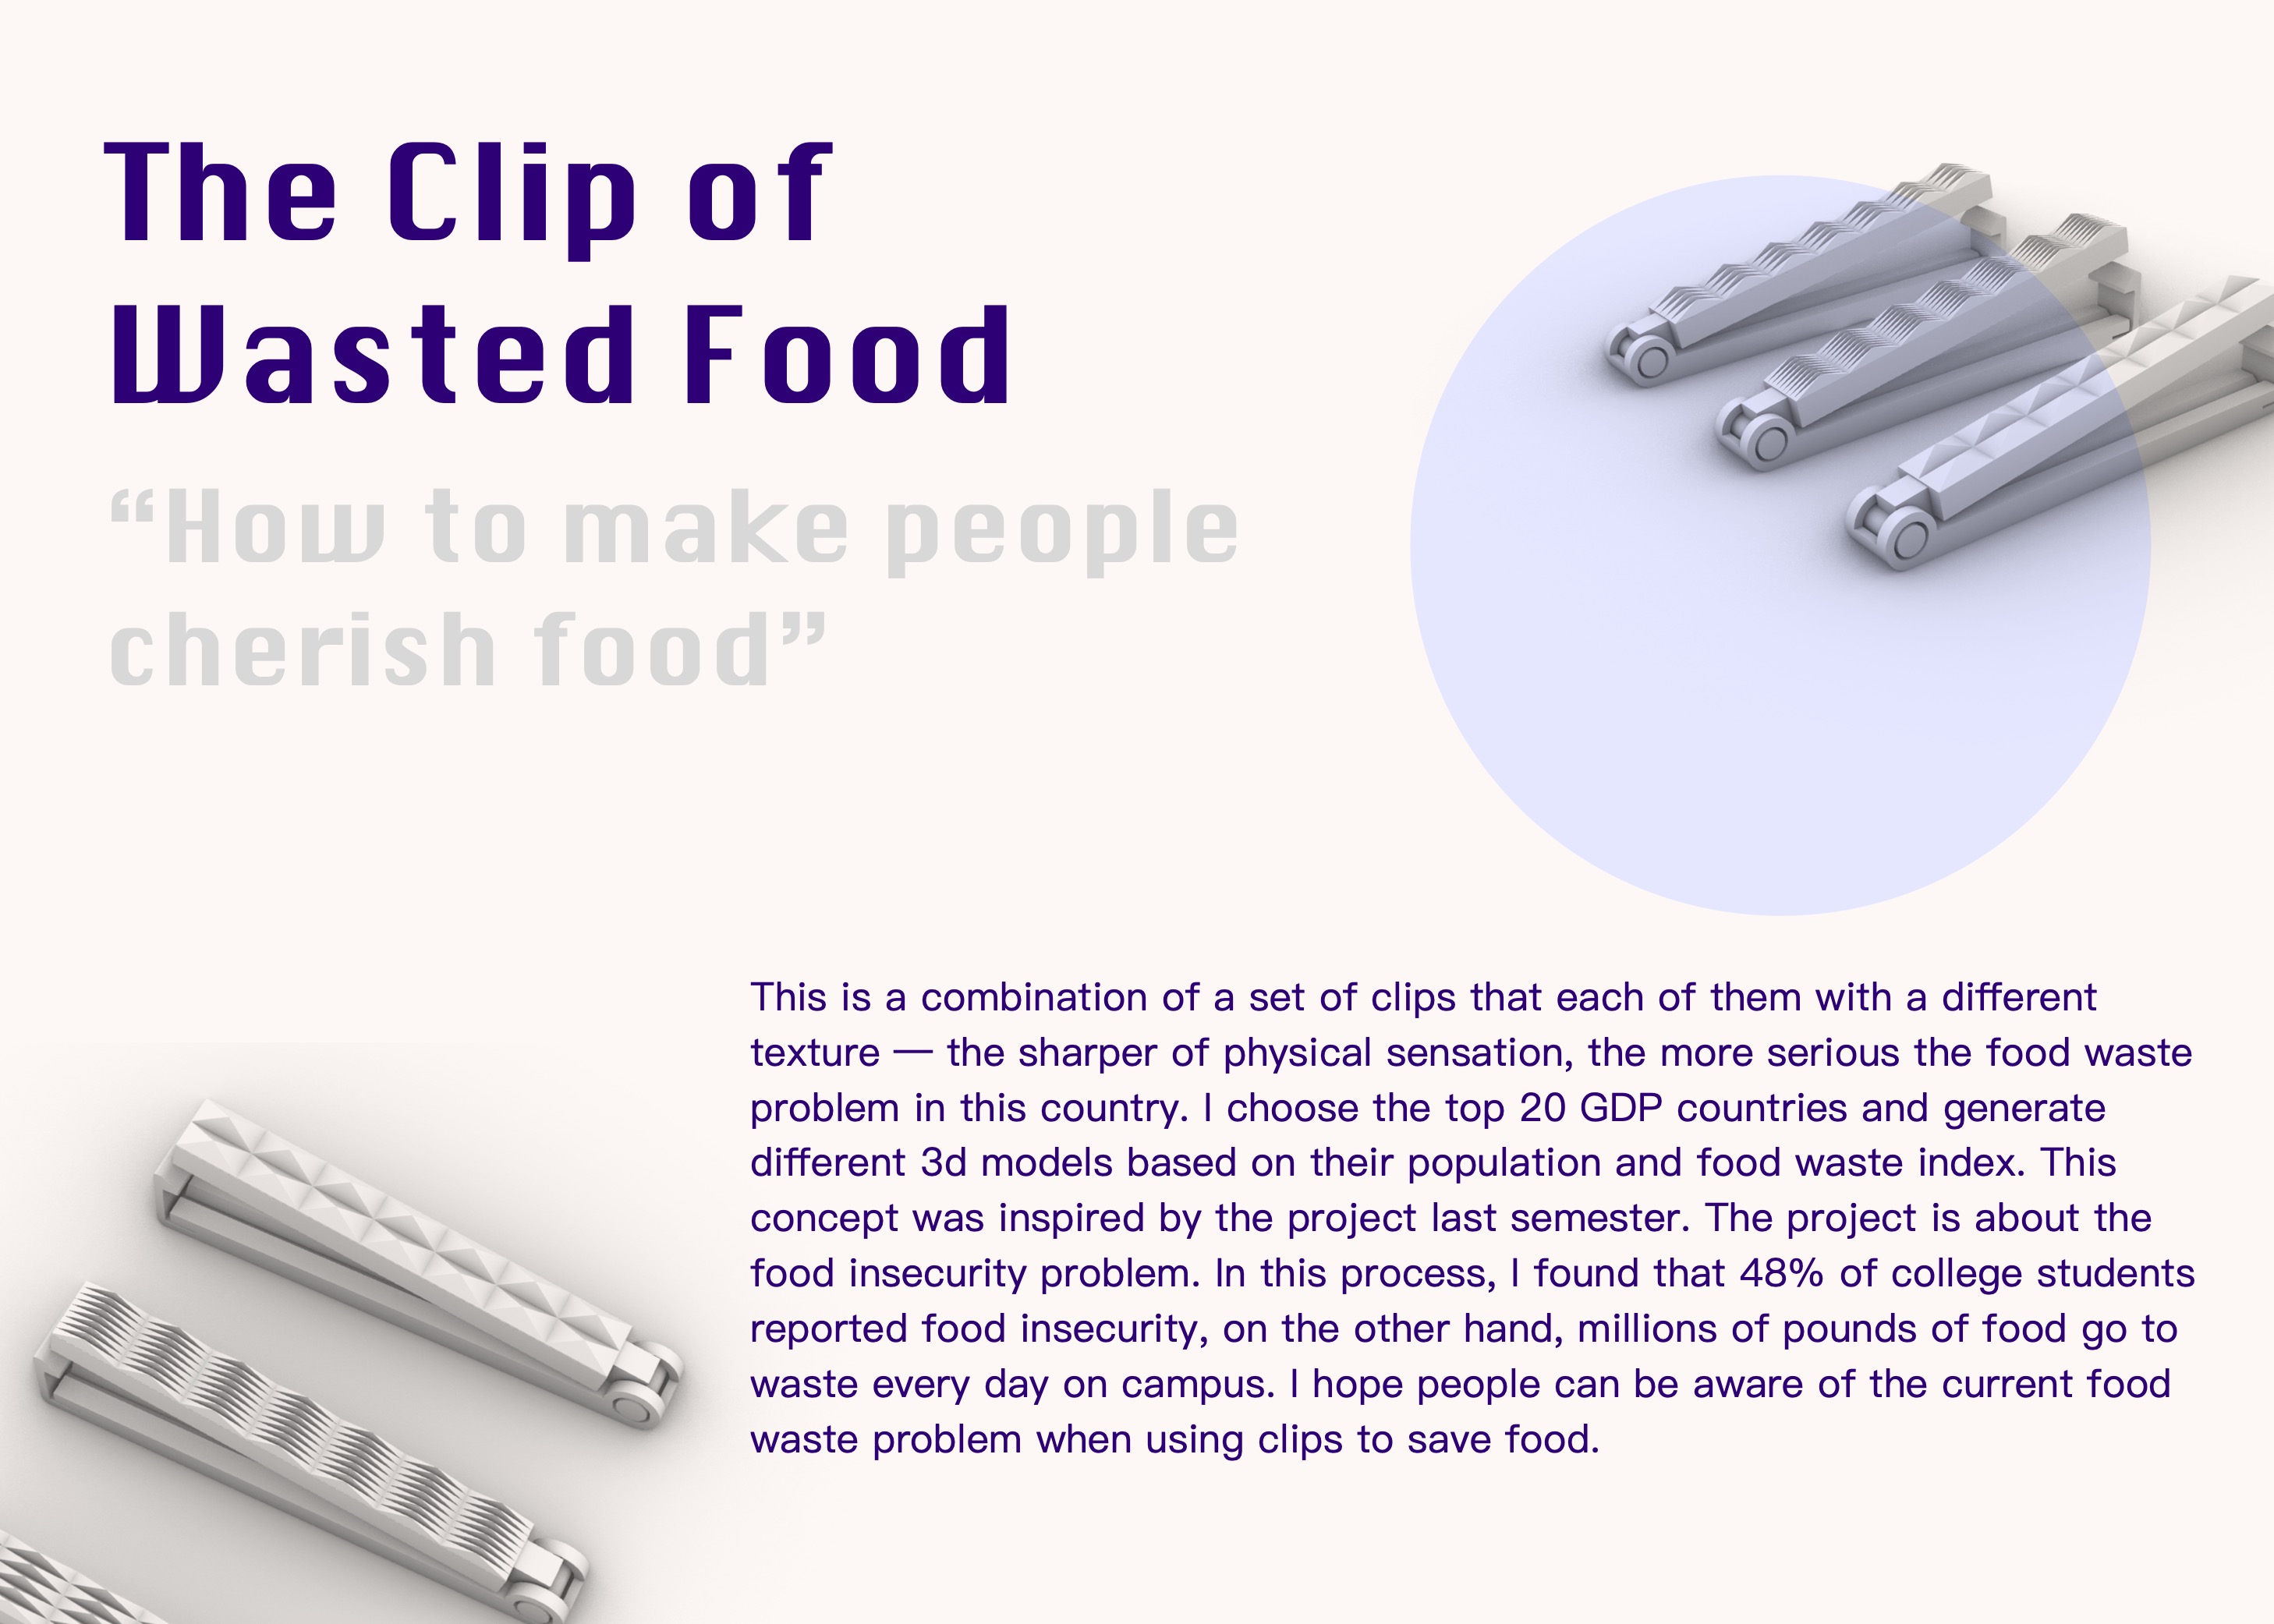 The Clip of
Wasted Food
“How to make people
cherish food”
This is a combination of a set of clips that each of them with a different
texture — the sharper of physical sensation, the more serious the food waste
problem in this country. I choose the top 20 GDP countries and generate
different 3d models based on their population and food waste index. This
concept was inspired by the project last semester. The project is about the
food insecurity problem. In this process, I found that 48% of college students
reported food insecurity, on the other hand, millions of pounds of food go to
waste every day on campus. I hope people can be aware of the current food
waste problem when using clips to save food.